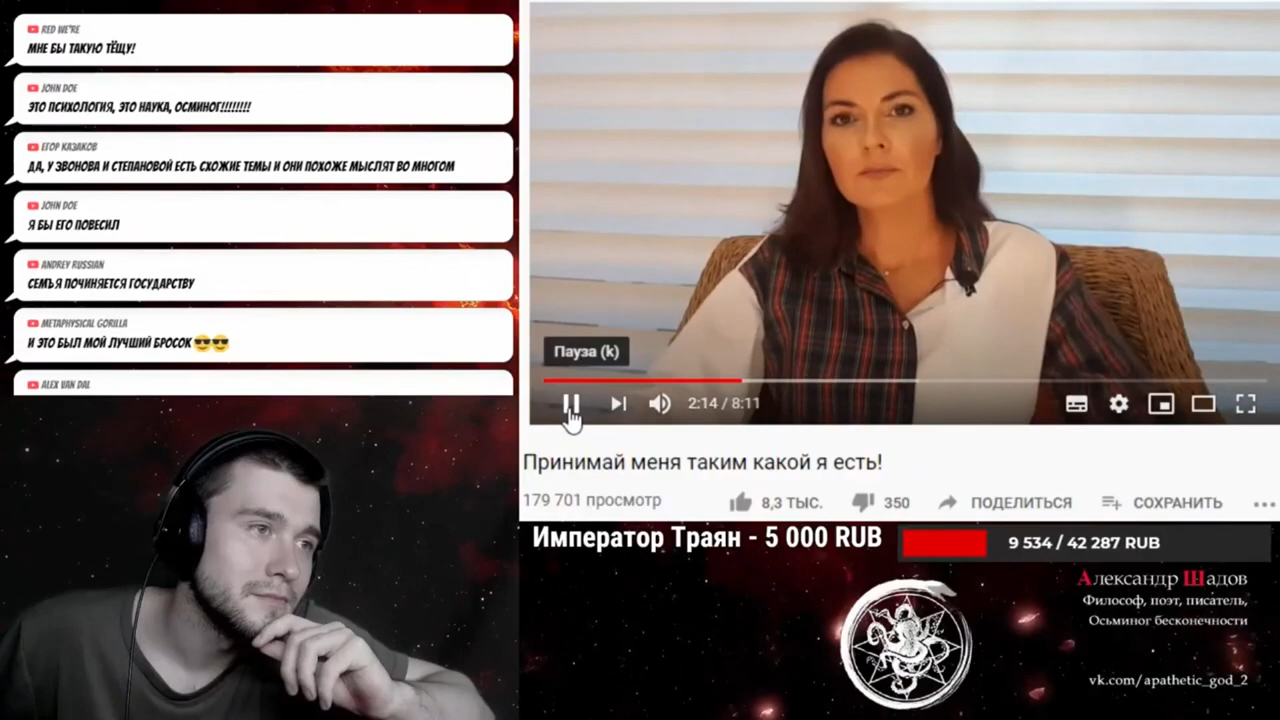 RED WE'RE
МНЕ БЫ ТАКУЮ ТЁЩУ!
JOHN DOE
ЭТО ПСИХОЛОГИЯ, ЭТО НАУКА, ОСМИНОГ!!!!!!!!
ЕГОР КАЗАКОВ
ДА, У ЗВОНОВА И СТЕПАНОВОЙ ЕСТЬ СХОЖИЕ ТЕМЫ И ОНИ ПОХОЖЕ МЫСЛЯТ ВО МНОГОМ
JOHN DOE
Я БЫ ЕГО ПОВЕСИЛ
ANDREY RUSSIAN
СЕМЪЯ ПОЧИНЯЕТСЯ ГОСУДАРСТВУ
METAPHYSICAL GORILLA
И ЭТО БЫЛ МОЙ ЛУЧШИЙ БРОСОК😎😎
ALEX VAN DAL
Пауза (k)
2:14 / 8:11
Принимай меня таким какой я есть!
179 701 просмотр
8,3 ТЫС.
350
ПОДЕЛИТЬСЯ
СОХРАНИТЬ
Император Траян - 5 000 RUB
9 534 / 42 287 RUB
Александр Шадов
Философ, поэт, писатель,
Осьминог бесконечности
vk.com/apathetic_god_2